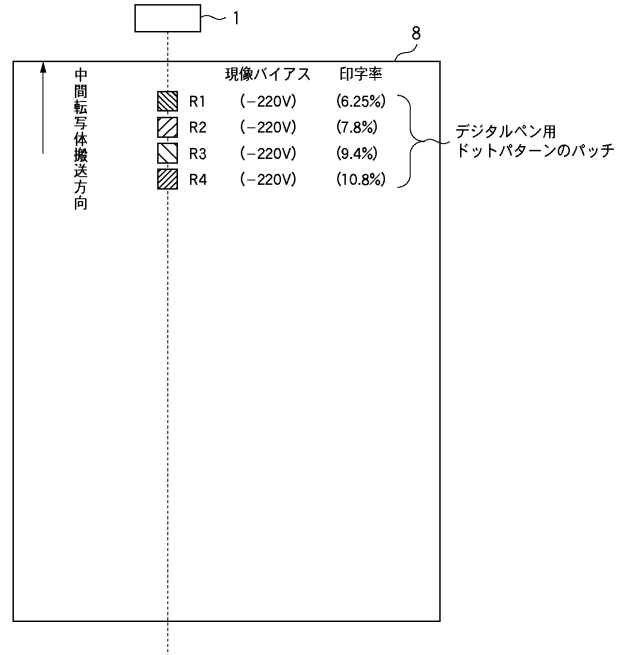 1
8
中間転写体搬送方向
現像バイアス 印字率
R1 (−220V) (6.25%)
R2 (−220V) (7.8%)
R3 (−220V) (9.4%)
R4 (−220V) (10.8%)
デジタルペン用
ドットパターンのパッチ